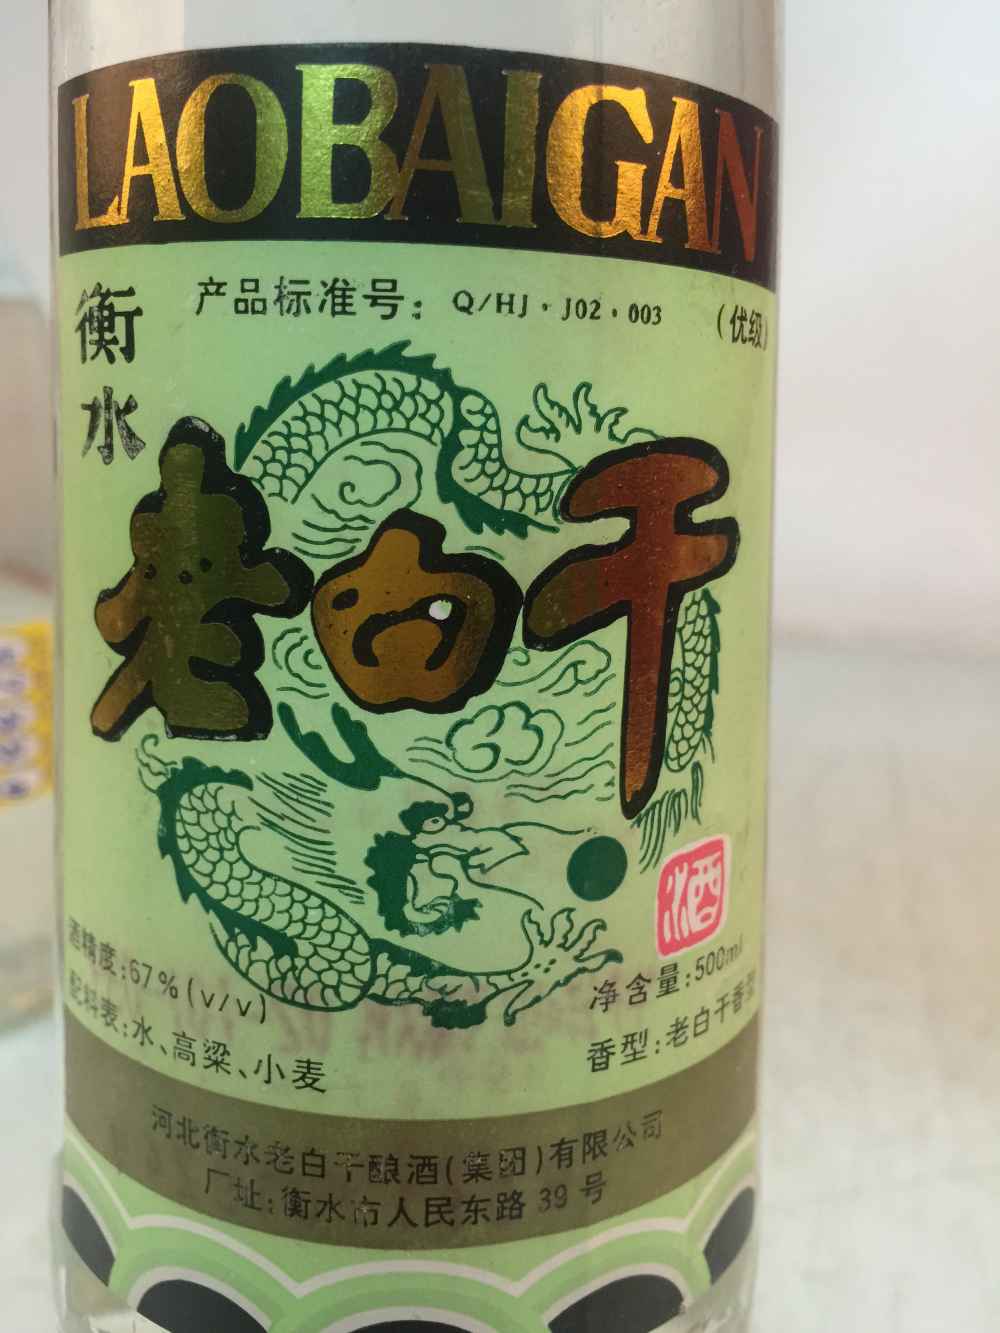 LAOBAIGAN
衡水
产品标准号：Q/HJ·J02·003 （优级）
老白干
酒
酒精度:67%(v/v)
净含量:500ml
配料表:水、高粱、小麦
香型:老白干香型
河北衡水老白干酿酒(集团)有限公司
厂址:衡水市人民东路39号